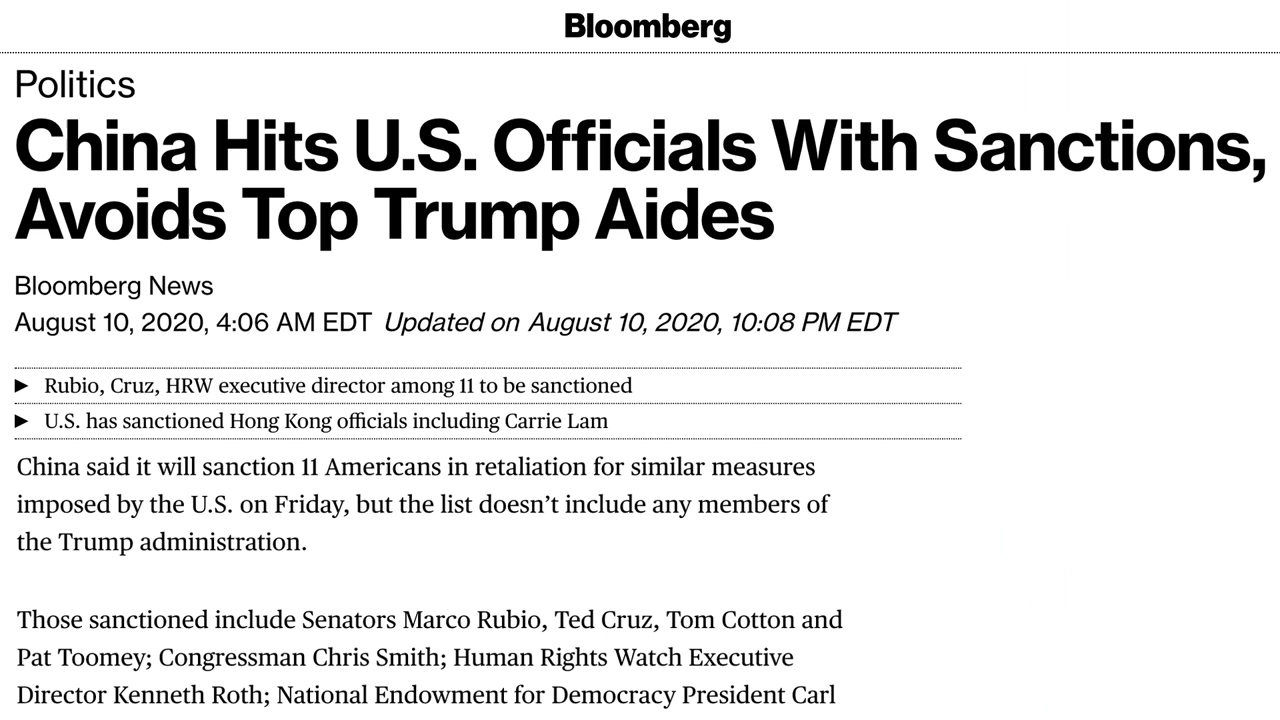 Bloomberg
Politics
China Hits U.S. Officials With Sanctions,
Avoids Top Trump Aides
Bloomberg News
August 10, 2020, 4:06 AM EDT Updated on August 10, 2020, 10:08 PM EDT
► Rubio, Cruz, HRW executive director among 11 to be sanctioned
► U.S. has sanctioned Hong Kong officials including Carrie Lam
China said it will sanction 11 Americans in retaliation for similar measures
imposed by the U.S. on Friday, but the list doesn’t include any members of
the Trump administration.
Those sanctioned include Senators Marco Rubio, Ted Cruz, Tom Cotton and
Pat Toomey; Congressman Chris Smith; Human Rights Watch Executive
Director Kenneth Roth; National Endowment for Democracy President Carl